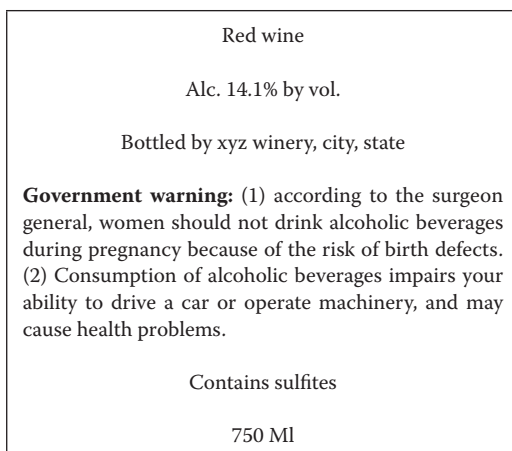 Red wine
Alc. 14.1% by vol.
Bottled by xyz winery, city, state
Government warning: (1) according to the surgeon
general, women should not drink alcoholic beverages
during pregnancy because of the risk of birth defects.
(2) Consumption of alcoholic beverages impairs your
ability to drive a car or operate machinery, and may
cause health problems.
Contains sulfites
750 Ml